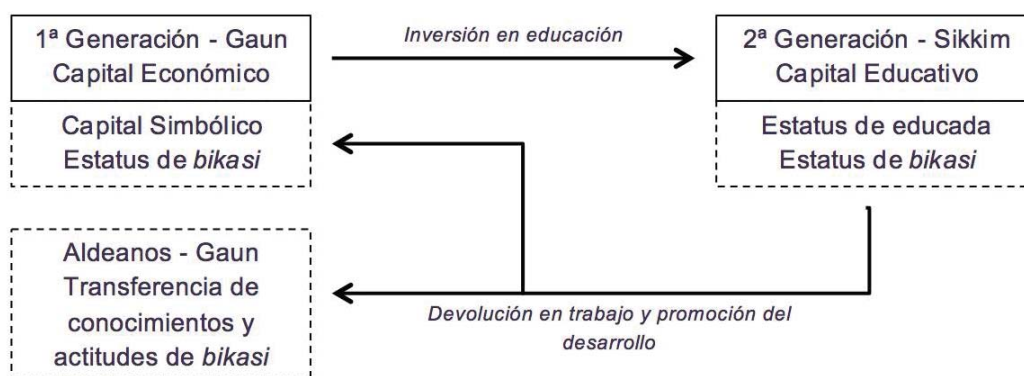 1ª Generación - Gaun
Capital Económico
Inversión en educación
2ª Generación - Sikkim
Capital Educativo
Capital Simbólico
Estatus de bikasi
Estatus de educada
Estatus de bikasi
Aldeanos - Gaun
Transferencia de
conocimientos y
actitudes de bikasi
Devolución en trabajo y promoción del
desarrollo